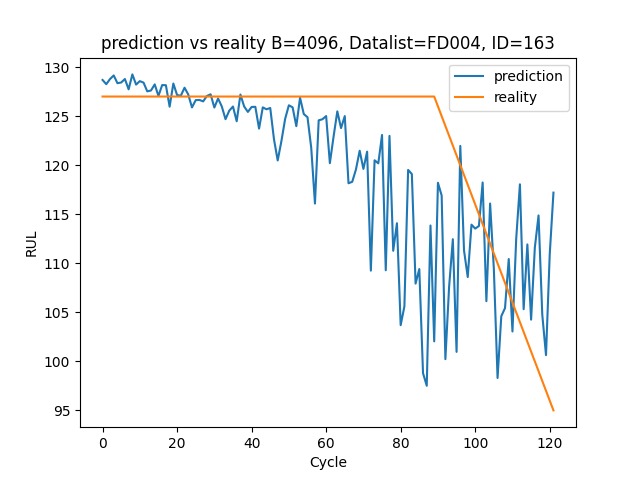 prediction vs reality B=4096, Datalist=FD004, ID=163
prediction
reality
RUL
130
125
120
115
110
105
100
95
0 20 40 60 80 100 120
Cycle